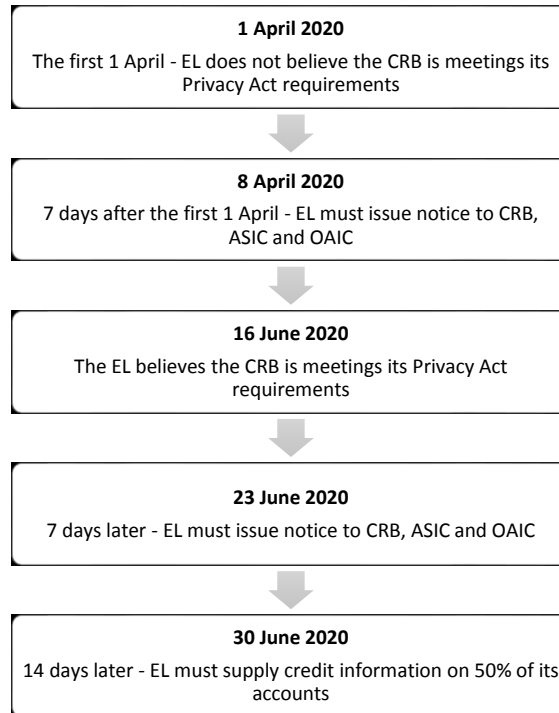 1 April 2020
The first 1 April - EL does not believe the CRB is meetings its
Privacy Act requirements
8 April 2020
7 days after the first 1 April - EL must issue notice to CRB,
ASIC and OAIC
16 June 2020
The EL believes the CRB is meetings its Privacy Act
requirements
23 June 2020
7 days later - EL must issue notice to CRB, ASIC and OAIC
30 June 2020
14 days later - EL must supply credit information on 50% of its
accounts